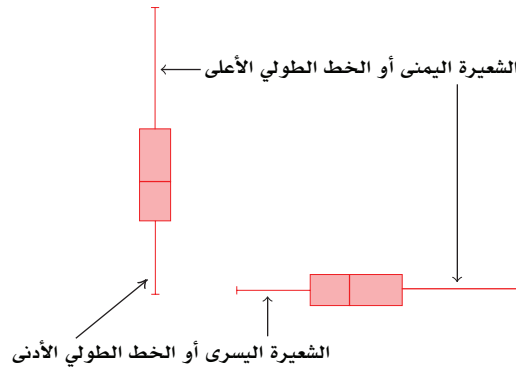 الشعيرة اليمنى أو الخط الطولي الأعلى
الشعيرة اليسرى أو الخط الطولي الأدنى